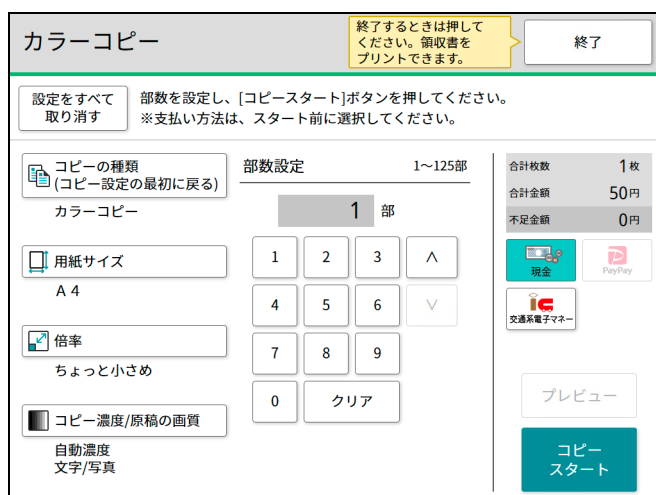 カラーコピー
終了するときは押して
ください。領収書を
プリントできます。
終了
設定をすべて
取り消す
部数を設定し、[コピースタート]ボタンを押してください。
※支払い方法は、スタート前に選択してください。
コピーの種類
(コピー設定の最初に戻る)
カラーコピー
用紙サイズ
A 4
倍率
ちょっと小さめ
コピー濃度/原稿の画質
自動濃度
文字/写真
部数設定 1～125部
1 部
1 2 3 ∧
4 5 6 ∨
7 8 9
0 クリア
合計枚数 1枚
合計金額 50円
不足金額 0円
現金
PayPay
ic
交通系電子マネー
プレビュー
コピー
スタート